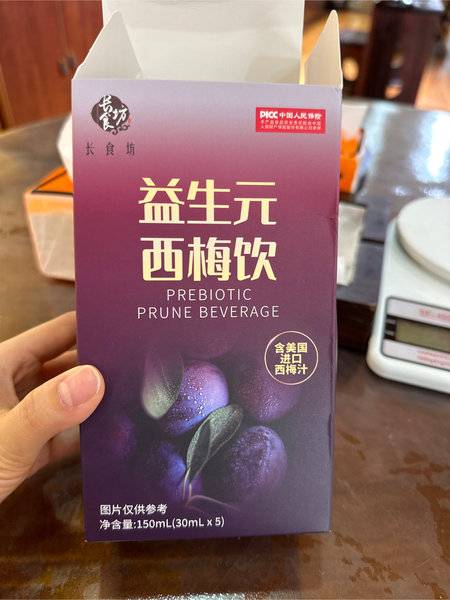 长食坊
长食坊
PICC 中国人民保险
益生元
西梅饮
PREBIOTIC
PRUNE BEVERAGE
含美国
进口
西梅汁
图片仅供参考
净含量:150mL(30mL x 5)